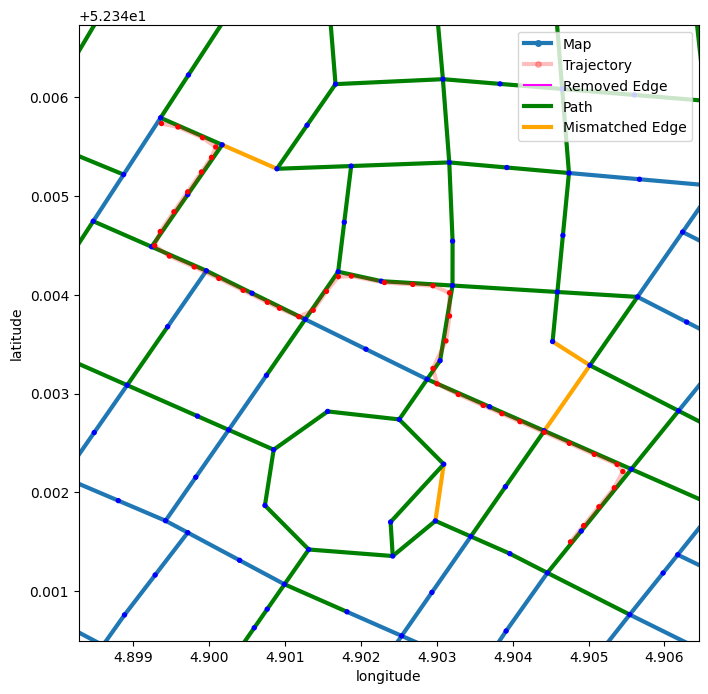 +5.234e1
Map
Trajectory
Removed Edge
Path
Mismatched Edge
0.006
0.005
0.004
0.003
0.002
0.001
latitude
4.899 4.900 4.901 4.902 4.903 4.904 4.905 4.906
longitude